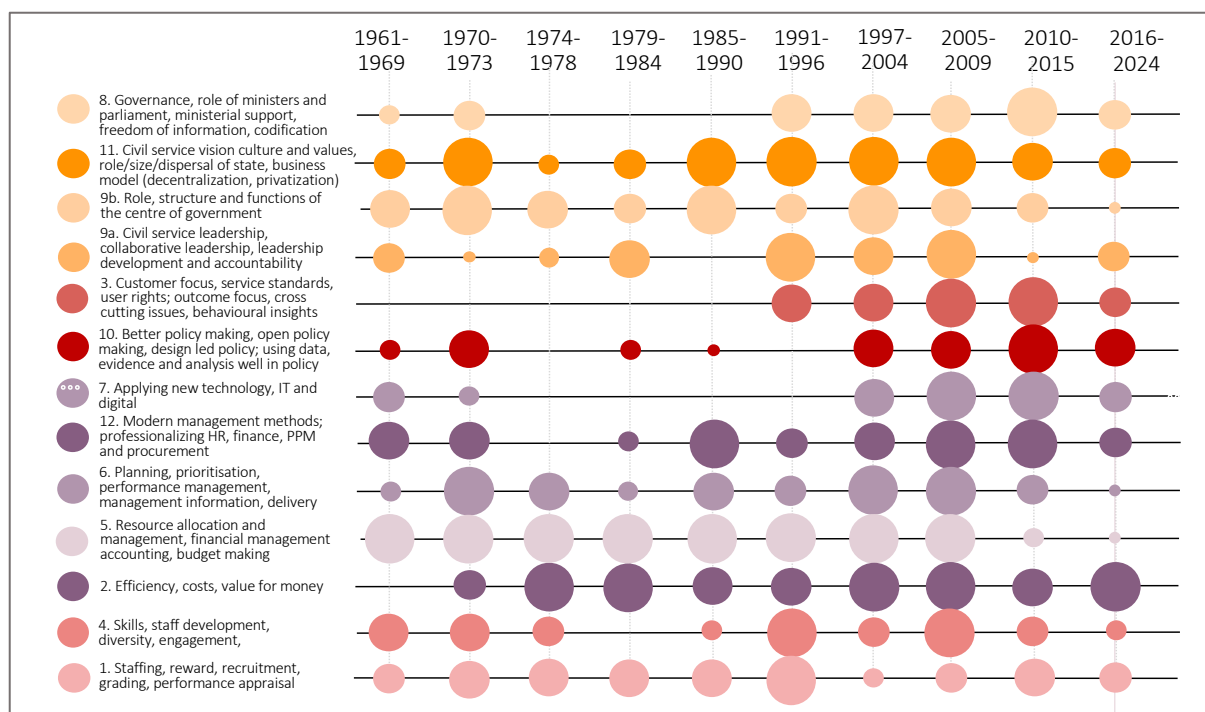 1961-
1969
1970-
1973
1974-
1978
1979-
1984
1985-
1990
1991-
1996
1997-
2004
2005-
2009
2010-
2015
2016-
2024
8. Governance, role of ministers and
parliament, ministerial support,
freedom of information, codification
11. Civil service vision culture and values,
role/size/dispersal of state, business
model (decentralization, privatization)
9b. Role, structure and functions of
the centre of government
9a. Civil service leadership,
collaborative leadership, leadership
development and accountability
3. Customer focus, service standards,
user rights; outcome focus, cross
cutting issues, behavioural insights
10. Better policy making, open policy
making, design led policy; using data,
evidence and analysis well in policy
7. Applying new technology, IT and
digital
12. Modern management methods;
professionalizing HR, finance, PPM
and procurement
6. Planning, prioritisation,
performance management,
management information, delivery
5. Resource allocation and
management, financial management
accounting, budget making
2. Efficiency, costs, value for money
4. Skills, staff development,
diversity, engagement,
1. Staffing, reward, recruitment,
grading, performance appraisal